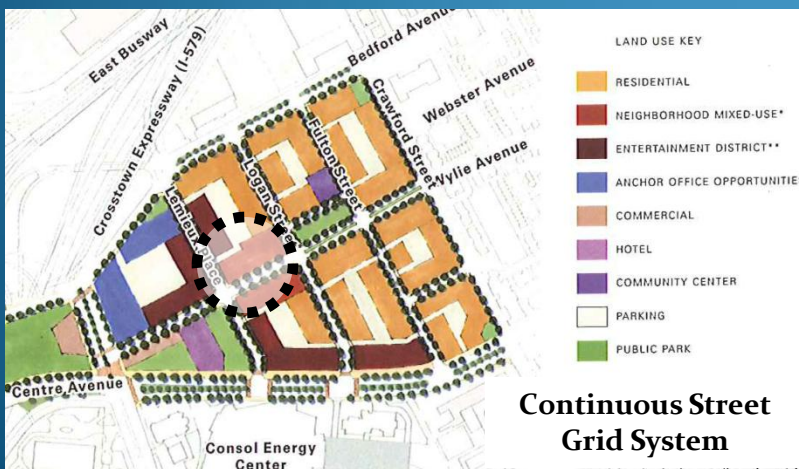 East Busway
Crosstown Expressway (I-579)
Bedford Avenue
Crawford Street
Webster Avenue
Fulton Street
Wylie Avenue
Logan Street
Lemieux Place
Centre Avenue
Consol Energy
Center
LAND USE KEY
RESIDENTIAL
NEIGHBORHOOD MIXED-USE*
ENTERTAINMENT DISTRICT**
ANCHOR OFFICE OPPORTUNITIE
COMMERCIAL
HOTEL
COMMUNITY CENTER
PARKING
PUBLIC PARK
Continuous Street
Grid System